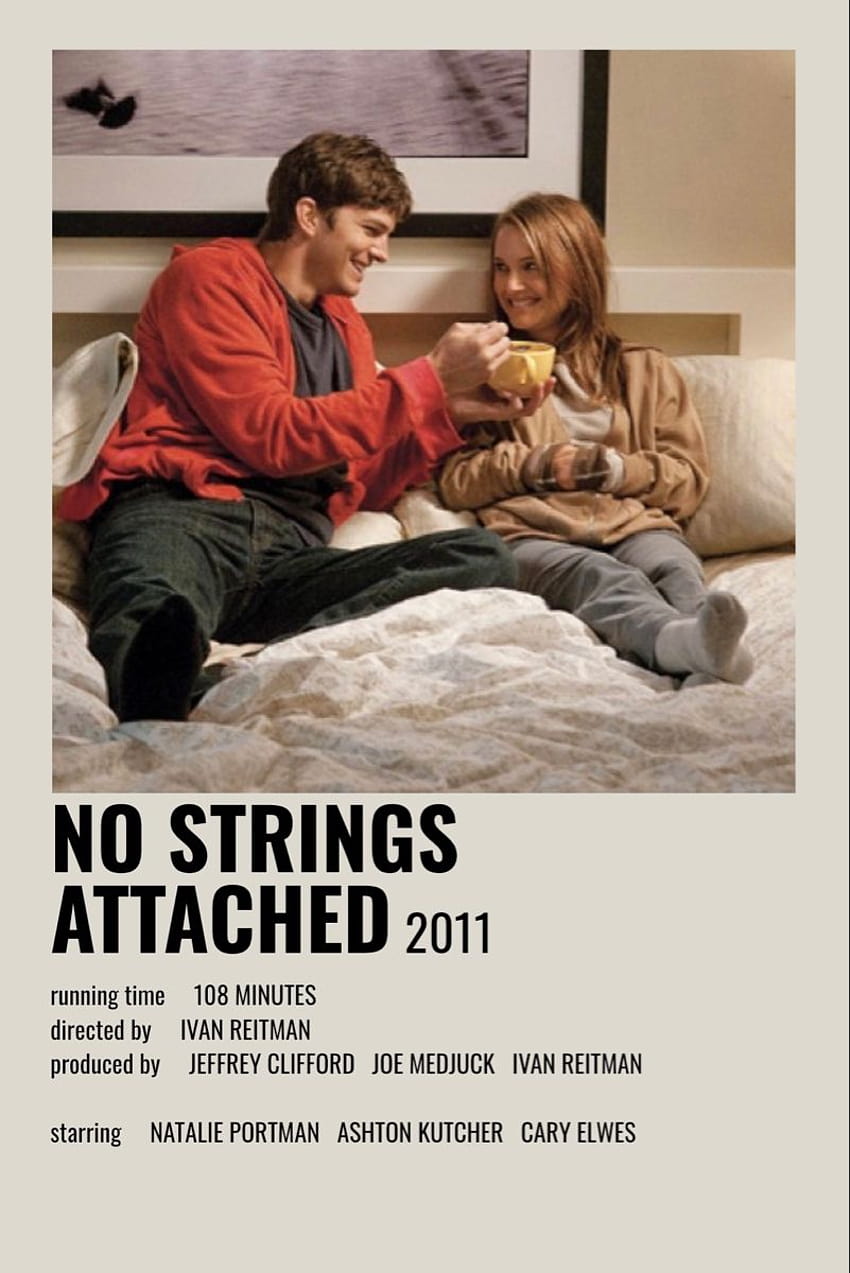 NO STRINGS
ATTACHED 2011
running time 108 MINUTES
directed by IVAN REITMAN
produced by JEFFREY CLIFFORD JOE MEDJUCK IVAN REITMAN
starring NATALIE PORTMAN ASHTON KUTCHER CARY ELWES